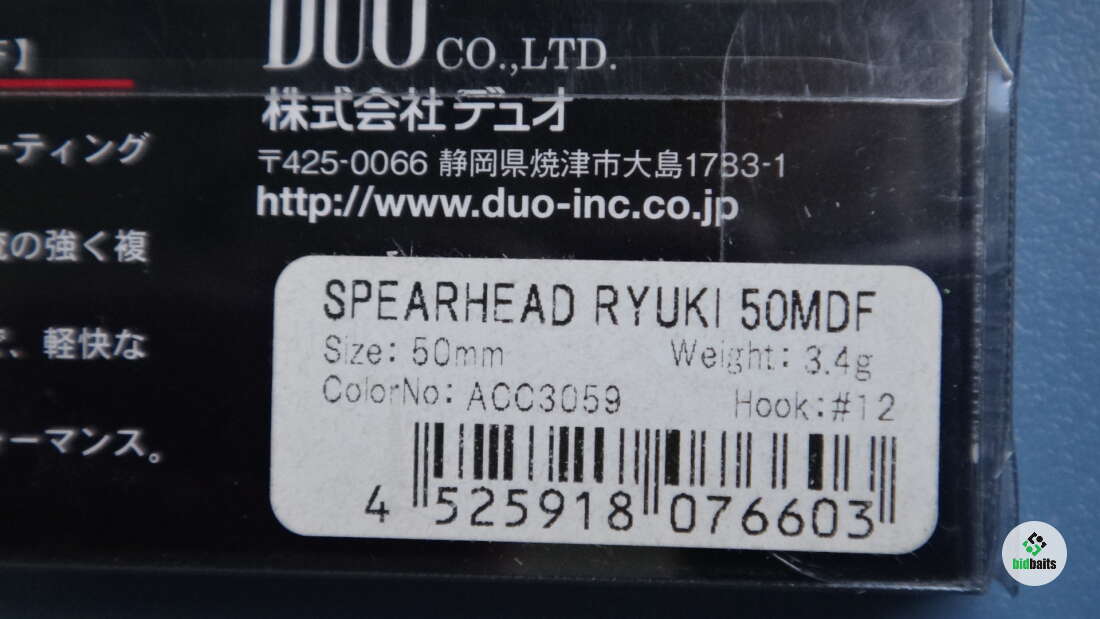 F】
DUO CO.,LTD.
株式会社デュオ
ーティング
〒425-0066 静岡県焼津市大島1783-1
http://www.duo-inc.co.jp
流の強く複
SPEARHEAD RYUKI 50MDF
、軽快な
Size: 50mm Weight: 3.4g
ColorNo: ACC3059 Hook:#12
ーマンス。
4 525918 076603
bidbaits